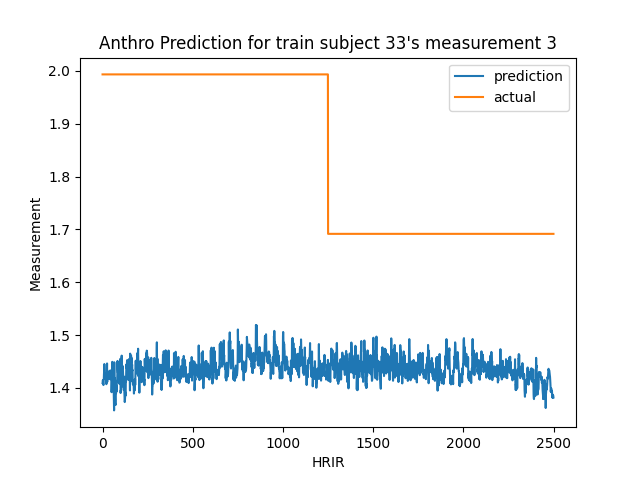 Anthro Prediction for train subject 33's measurement 3
2.0
1.9
1.8
1.7
1.6
1.5
1.4
Measurement
prediction
actual
0
500
1000
1500
2000
2500
HRIR